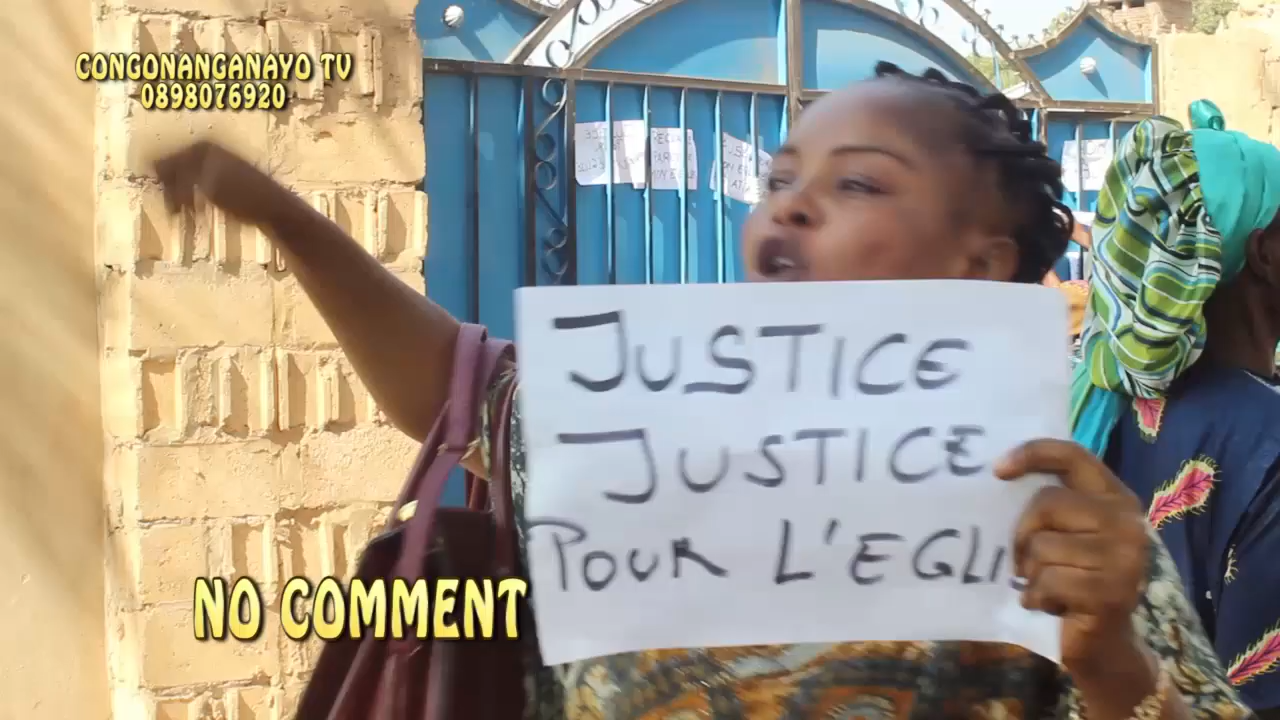 CONGONANGANAYO TV
0898076920
JUSTICE
JUSTICE
POUR L'EGLIS
NO COMMENT